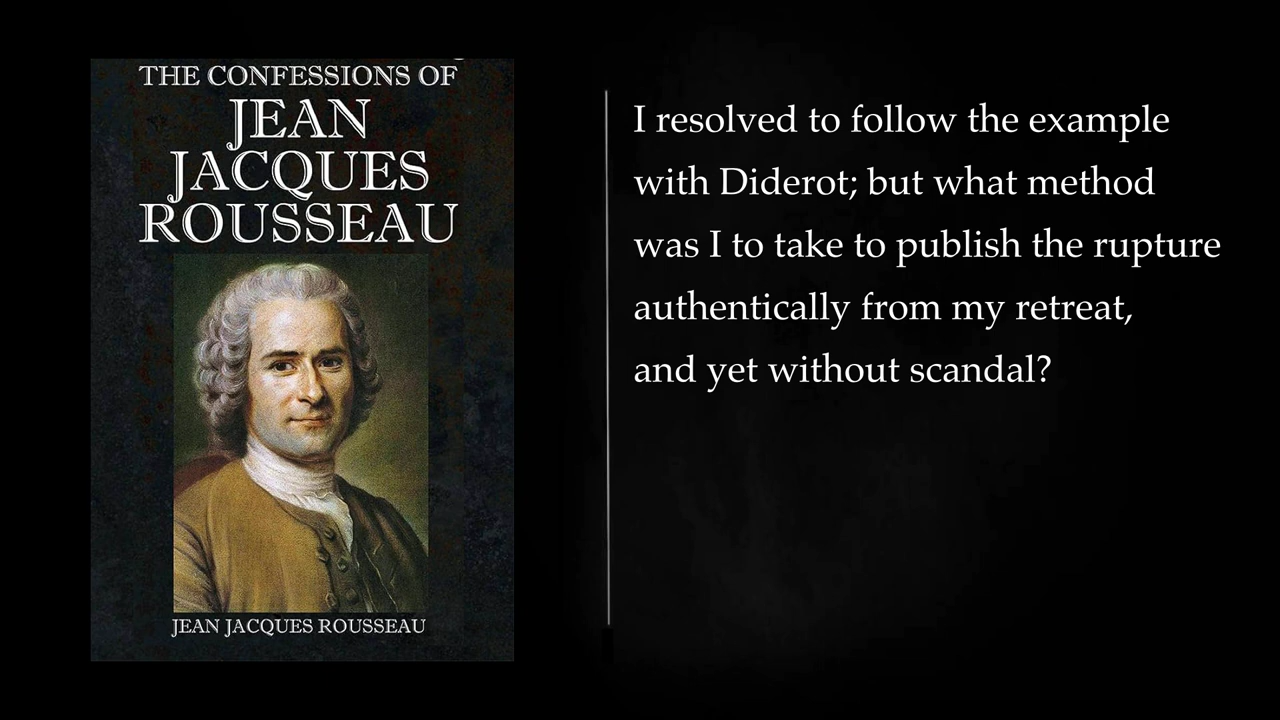 THE CONFESSIONS OF
JEAN
JACQUES
ROUSSEAU
JEAN JACQUES ROUSSEAU
I resolved to follow the example
with Diderot; but what method
was I to take to publish the rupture
authentically from my retreat,
and yet without scandal?